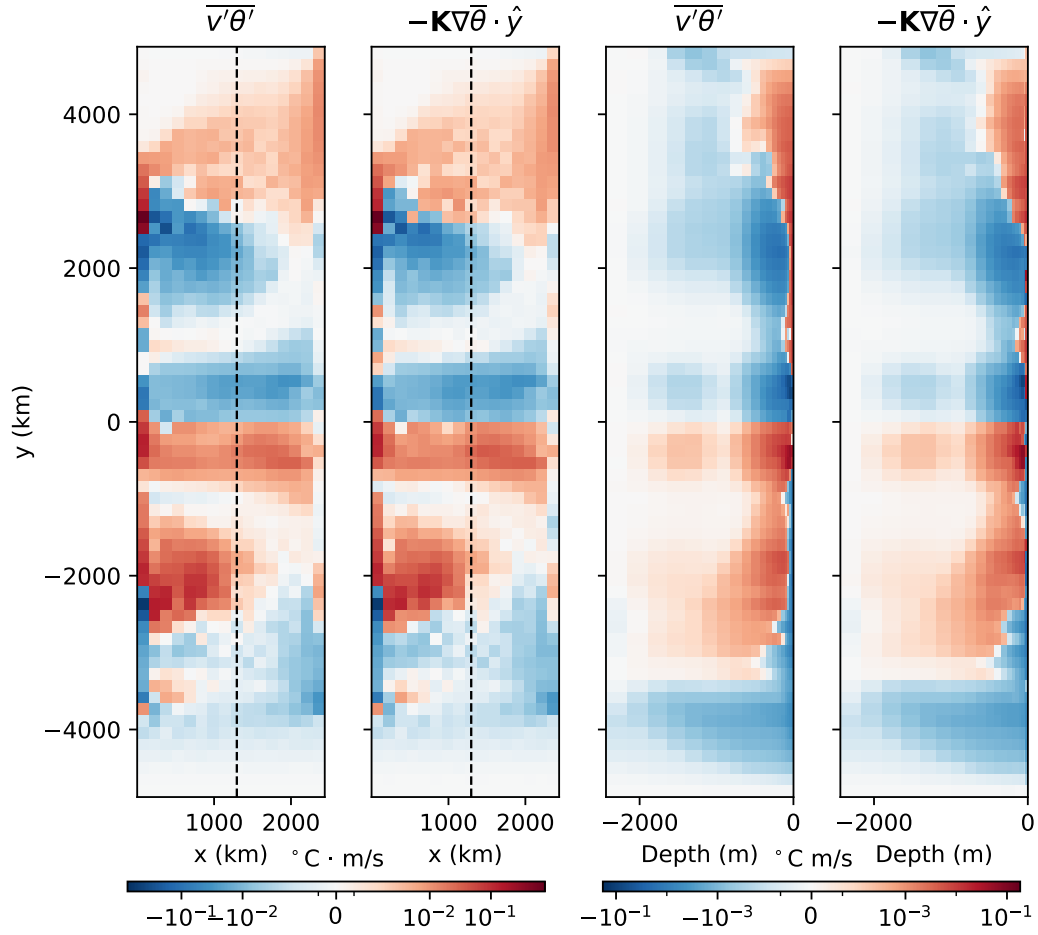 $\overline{v'\theta'}$ $-\mathbf{K}\nabla\overline{\theta}\cdot\hat{y}$ $\overline{v'\theta'}$ $-\mathbf{K}\nabla\overline{\theta}\cdot\hat{y}$
4000
2000
0
−2000
−4000
y (km)
1000 2000 1000 2000 −2000 0 −2000 0
x (km) °C · m/s x (km) Depth (m) °C m/s Depth (m)
−10⁻¹ −10⁻² 0 10⁻² 10⁻¹ −10⁻¹ −10⁻³ 0 10⁻³ 10⁻¹